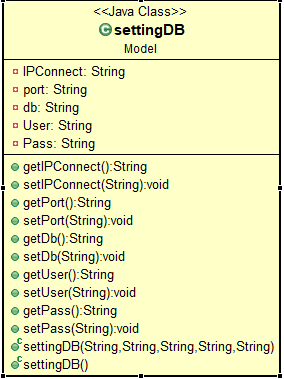 <<Java Class>>
settingDB
Model
IPConnect: String
port: String
db: String
User: String
Pass: String
getIPConnect():String
setIPConnect(String):void
getPort():String
setPort(String):void
getDb():String
setDb(String):void
getUser():String
setUser(String):void
getPass():String
setPass(String):void
settingDB(String,String,String,String,String)
settingDB()